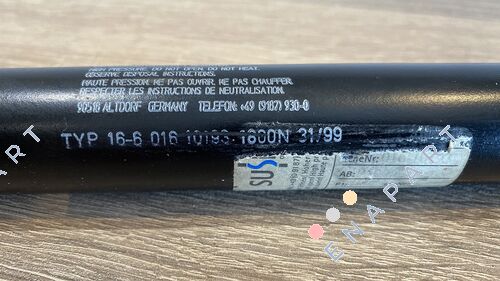 HIGH PRESSURE, DO NOT OPEN, DO NOT HEAT.
OBSERVE DISPOSAL INSTRUCTIONS.
HAUTE PRESSION, NE PAS OUVRIR, NE PAS CHAUFFER.
RESPECTER LES INSTRUCTIONS DE NEUTRALISATION.
90518 ALTDORF GERMANY TELEFON: +49 (9187) 930-0
TYP 16-6 016 10193 1600N 31/99
SUS
AB:
ENAPART
ENAPART